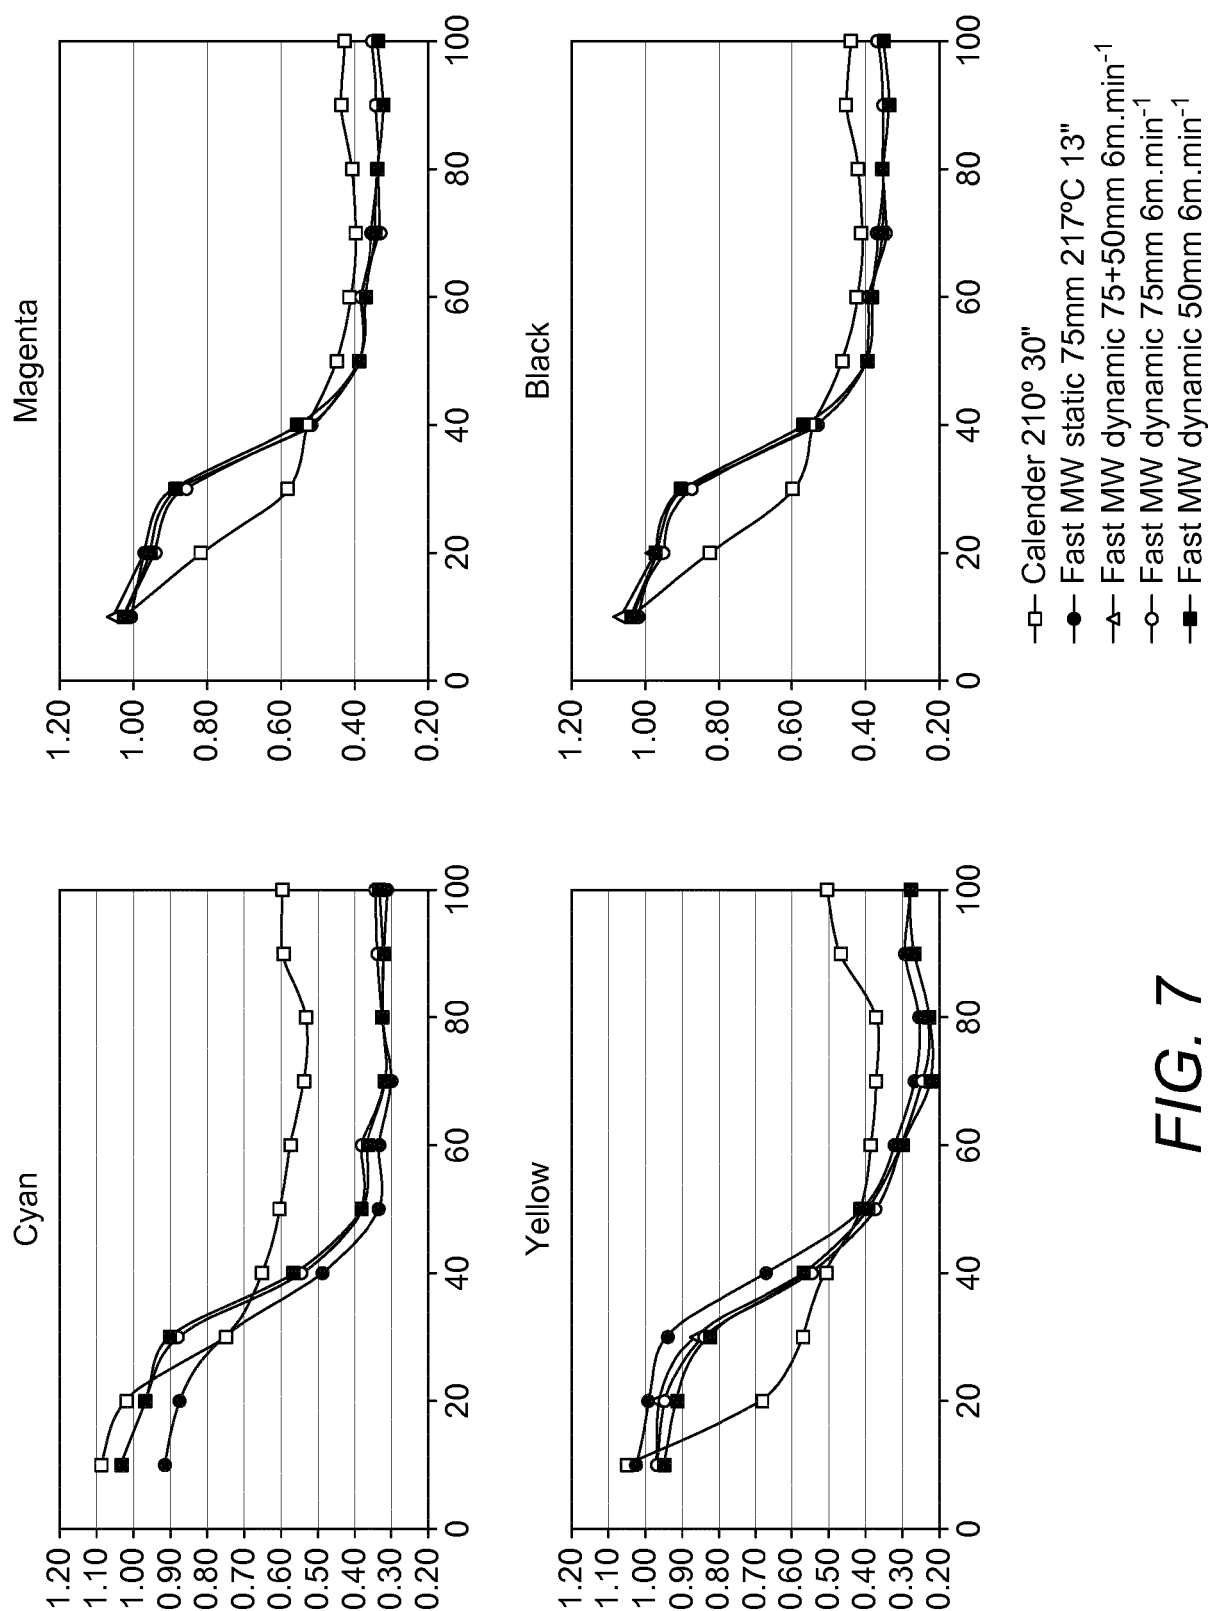 Cyan
1.20
1.10
1.00
0.90
0.80
0.70
0.60
0.50
0.40
0.30
0.20
0 20 40 60 80 100
Magenta
1.20
1.00
0.80
0.60
0.40
0.20
0 20 40 60 80 100
Yellow
1.20
1.10
1.00
0.90
0.80
0.70
0.60
0.50
0.40
0.30
0.20
0 20 40 60 80 100
Black
1.20
1.00
0.80
0.60
0.40
0.20
0 20 40 60 80 100
Calender 210º 30"
Fast MW static 75mm 217ºC 13"
Fast MW dynamic 75+50mm 6m.min⁻¹
Fast MW dynamic 75mm 6m.min⁻¹
Fast MW dynamic 50mm 6m.min⁻¹
FIG. 7